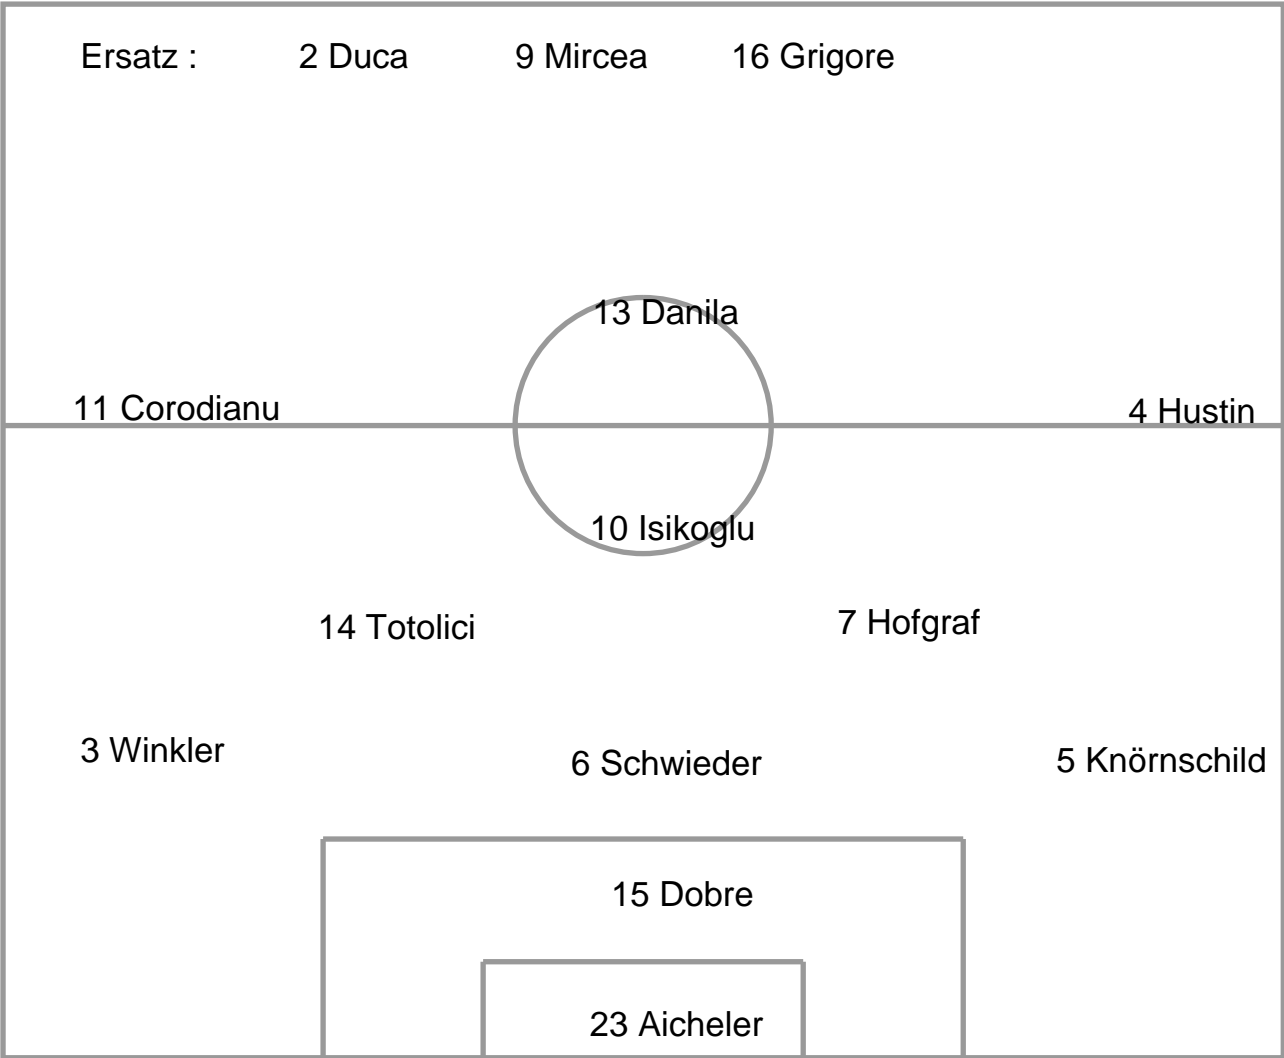 Ersatz : 2 Duca 9 Mircea 16 Grigore
13 Danila
11 Corodianu 4 Hustin
10 Isikoglu
14 Totolici 7 Hofgraf
3 Winkler 6 Schwieder 5 Knörnschild
15 Dobre
23 Aicheler